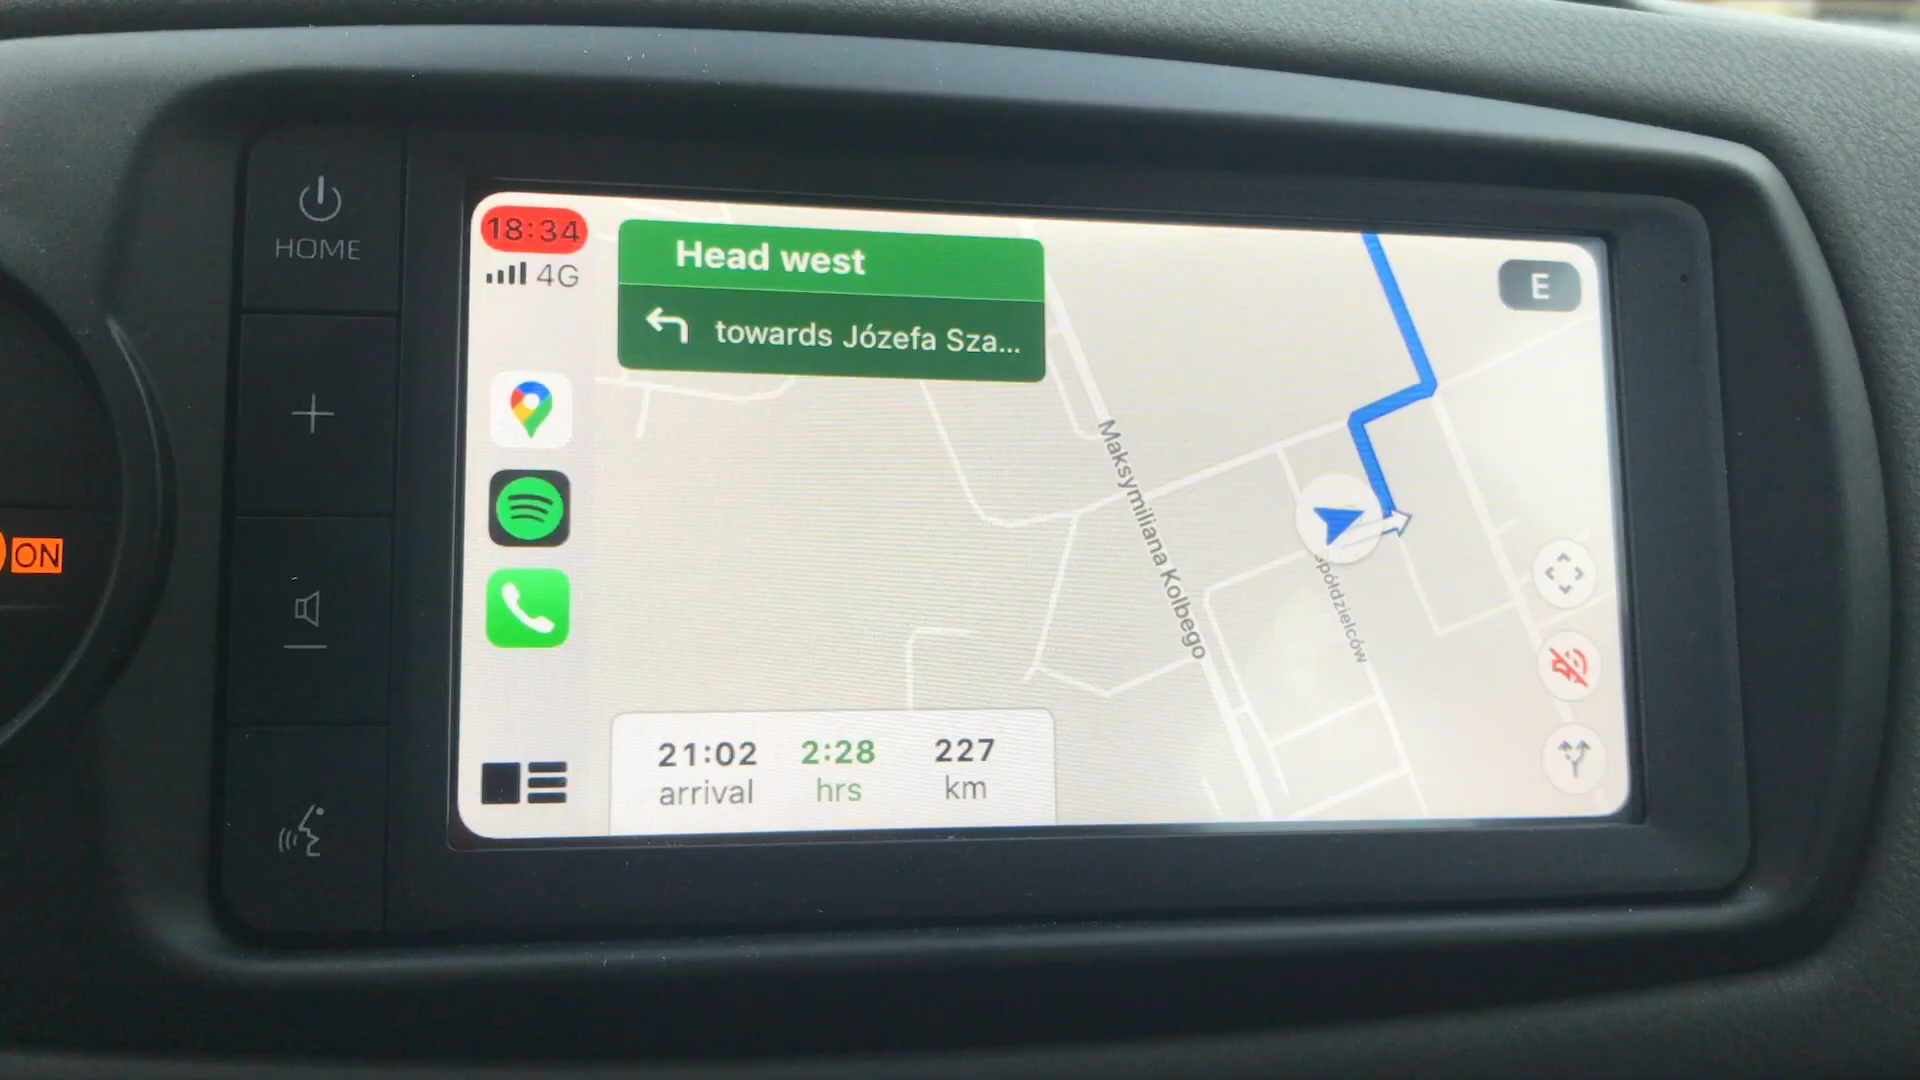 HOME
ON
18:34
4G
Head west
towards Józefa Sza...
E
Maksymiliana Kolbego
półdzielców
21:02 2:28 227
arrival hrs km